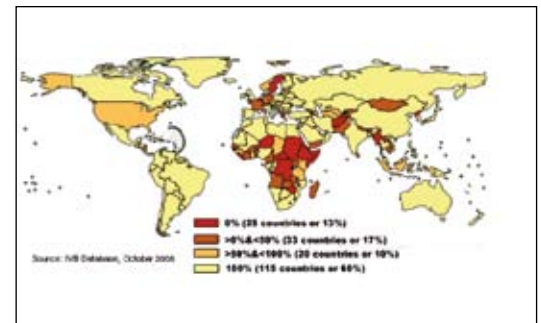 0% (25 countries or 13%)
>0%&<50% (33 countries or 17%)
>50%&<100% (20 countries or 10%)
100% (115 countries or 60%)
Source: IVB Database, October